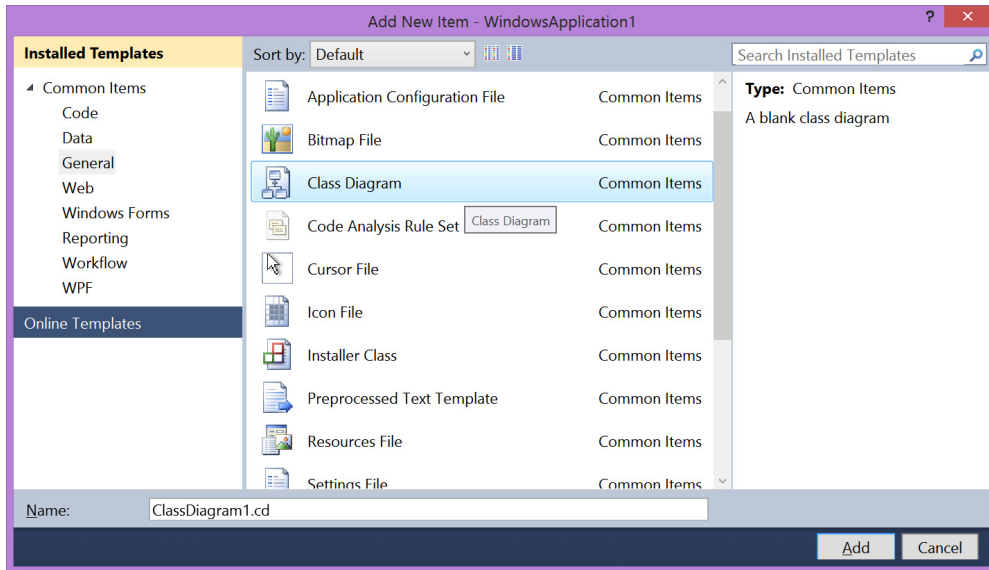 Add New Item - WindowsApplication1
?
Installed Templates
Sort by: Default
Search Installed Templates
Common Items
Code
Data
General
Web
Windows Forms
Reporting
Workflow
WPF
Online Templates
Application Configuration File Common Items
Bitmap File Common Items
Class Diagram Common Items
Code Analysis Rule Set Common Items
Class Diagram
Cursor File Common Items
Icon File Common Items
Installer Class Common Items
Preprocessed Text Template Common Items
Resources File Common Items
Settings File Common Items
Type: Common Items
A blank class diagram
Name: ClassDiagram1.cd
Add Cancel